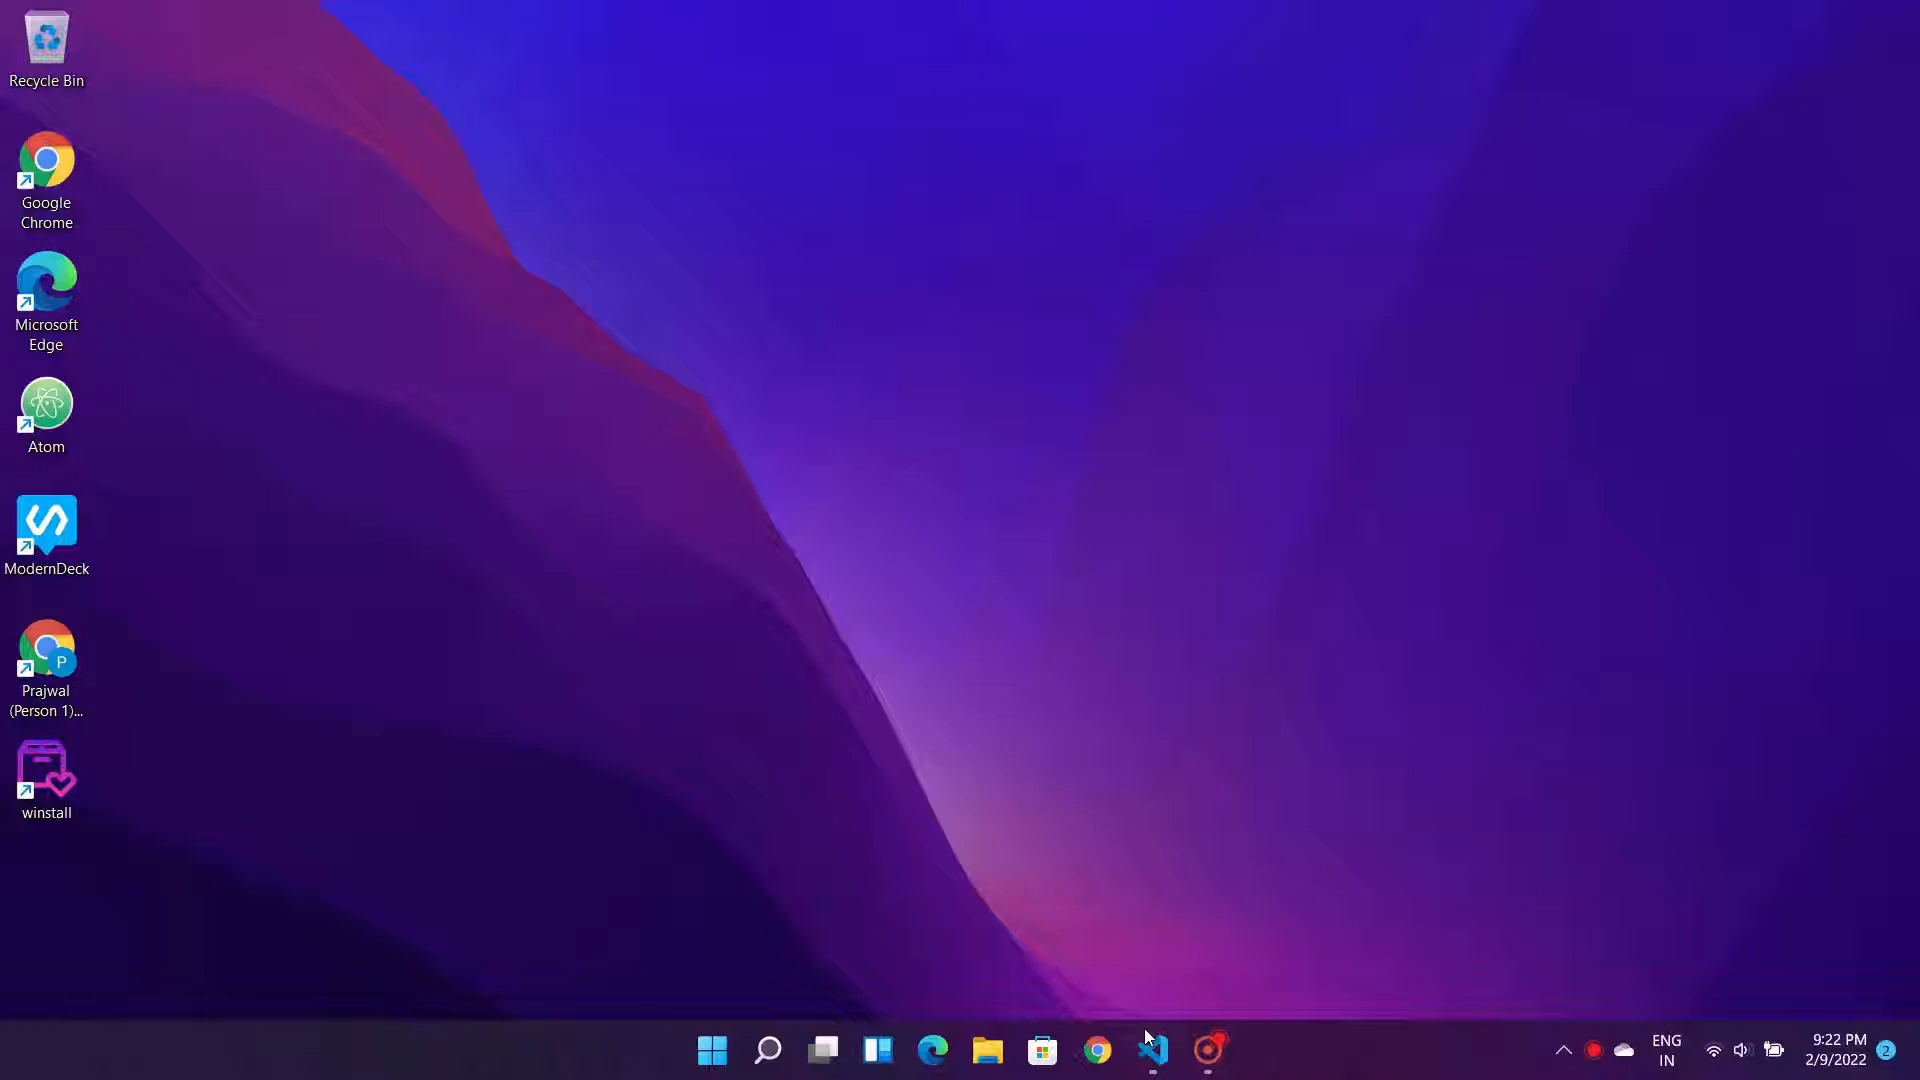 Recycle Bin
Google
Chrome
Microsoft
Edge
Atom
ModernDeck
P
Prajwal
(Person 1)...
winstall
ENG
IN
9:22 PM
2/9/2022
2